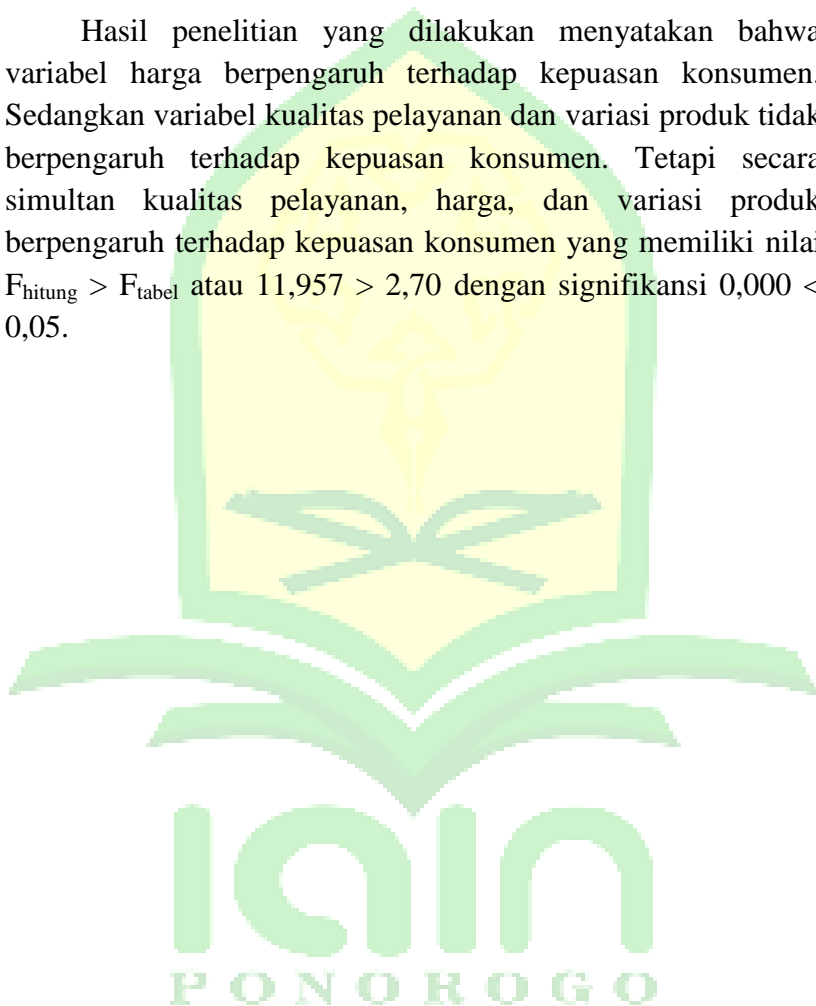 Hasil penelitian yang dilakukan menyatakan bahwa
variabel harga berpengaruh terhadap kepuasan konsumen.
Sedangkan variabel kualitas pelayanan dan variasi produk tidak
berpengaruh terhadap kepuasan konsumen. Tetapi secara
simultan kualitas pelayanan, harga, dan variasi produk
berpengaruh terhadap kepuasan konsumen yang memiliki nilai
Fhitung > Ftabel atau 11,957 > 2,70 dengan signifikansi 0,000 <
0,05.
IAIN
PONOROGO